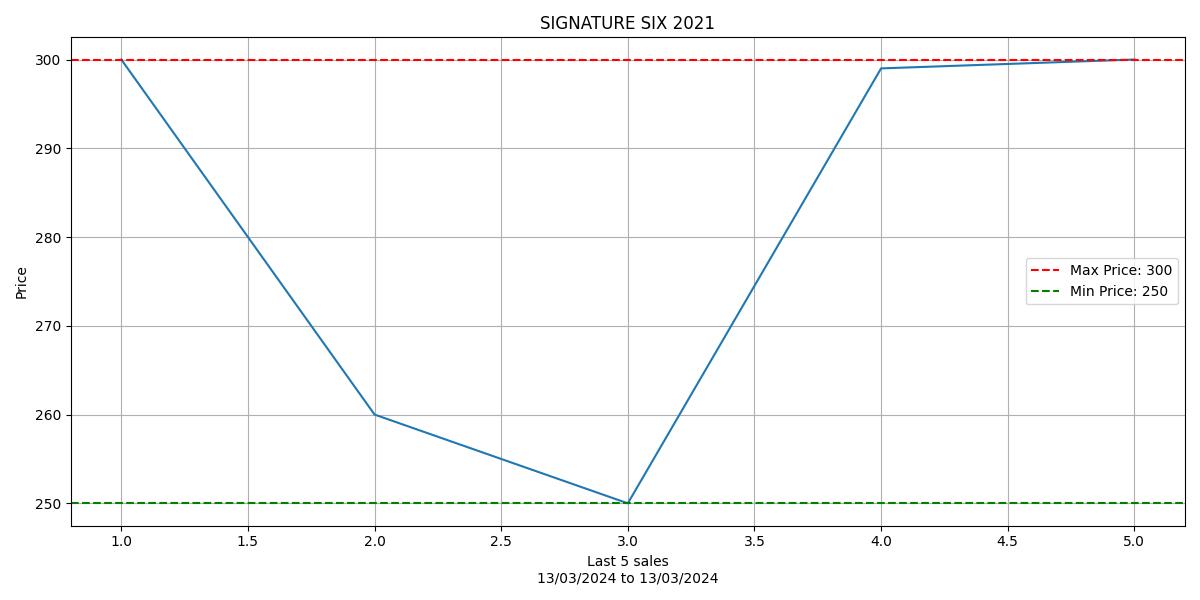 SIGNATURE SIX 2021
Price
300
290
280
270
260
250
Max Price: 300
Min Price: 250
1.0 1.5 2.0 2.5 3.0 3.5 4.0 4.5 5.0
Last 5 sales
13/03/2024 to 13/03/2024